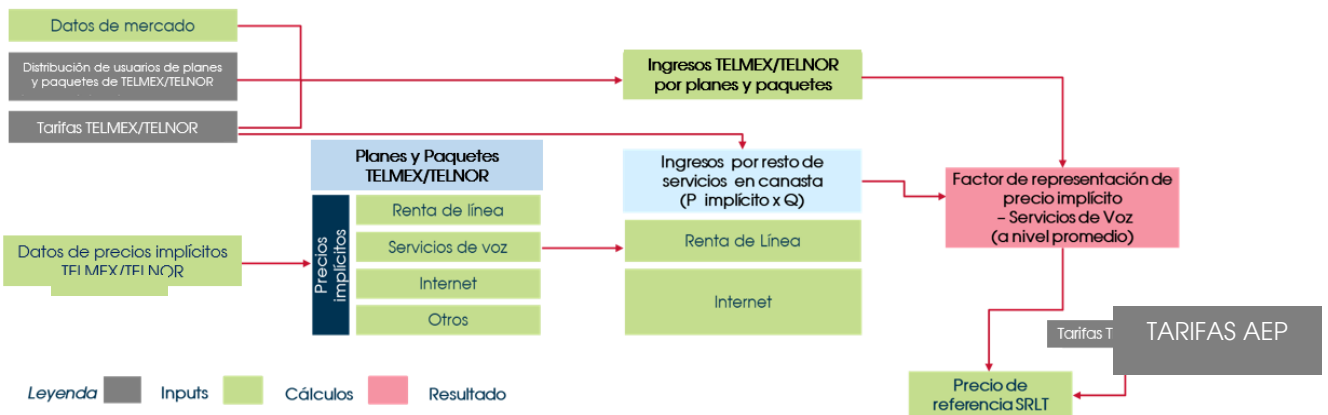 Datos de mercado
Distribución de usuarios de planes
y paquetes de TELMEX/TELNOR
Tarifas TELMEX/TELNOR
Ingresos TELMEX/TELNOR
por planes y paquetes
Planes y Paquetes
TELMEX/TELNOR
Ingresos por resto de
servicios en canasta
(P implícito x Q)
Factor de representación de
precio implícito
– Servicios de Voz
(a nivel promedio)
Datos de precios implícitos
TELMEX/TELNOR
Precios
implícitos
Renta de línea
Servicios de voz
Internet
Otros
Renta de Línea
Internet
Tarifas T
TARIFAS AEP
Precio de
referencia SRLT
Leyenda
Inputs
Cálculos
Resultado